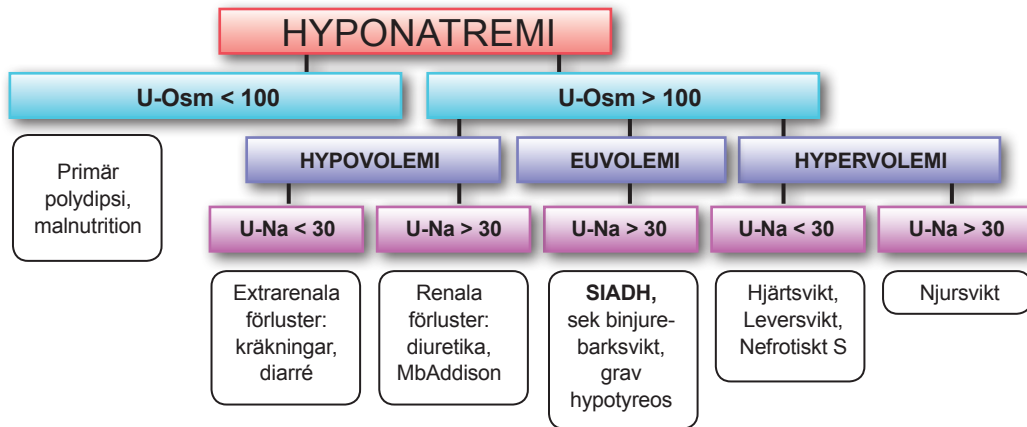 HYPONATREMI
U-Osm < 100
U-Osm > 100
Primär
polydipsi,
malnutrition
HYPOVOLEMI
EUVOLEMI
HYPERVOLEMI
U-Na < 30
U-Na > 30
U-Na > 30
U-Na < 30
U-Na > 30
Extrarenala
förluster:
kräkningar,
diarré
Renala
förluster:
diuretika,
MbAddison
SIADH,
sek binjure-
barksvikt,
grav
hypotyreos
Hjärtsvikt,
Leversvikt,
Nefrotiskt S
Njursvikt